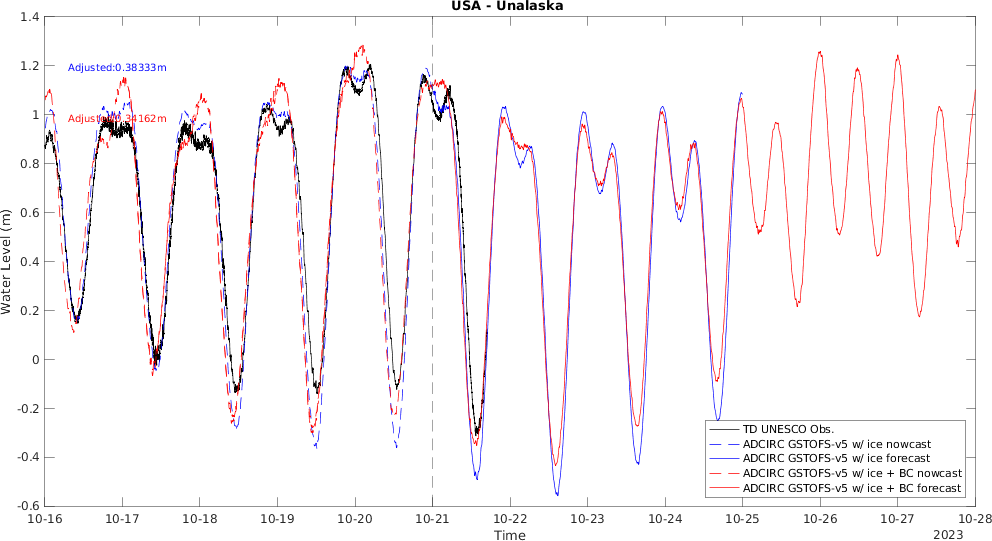 USA - Unalaska
1.4
1.2
1
0.8
0.6
0.4
0.2
0
-0.2
-0.4
-0.6
Water Level (m)
Adjusted:0.38333m
Adjusted:0.34162m
TD UNESCO Obs.
ADCIRC GSTOFS-v5 w/ ice nowcast
ADCIRC GSTOFS-v5 w/ ice forecast
ADCIRC GSTOFS-v5 w/ ice + BC nowcast
ADCIRC GSTOFS-v5 w/ ice + BC forecast
10-16 10-17 10-18 10-19 10-20 10-21 10-22 10-23 10-24 10-25 10-26 10-27 10-28
Time
2023